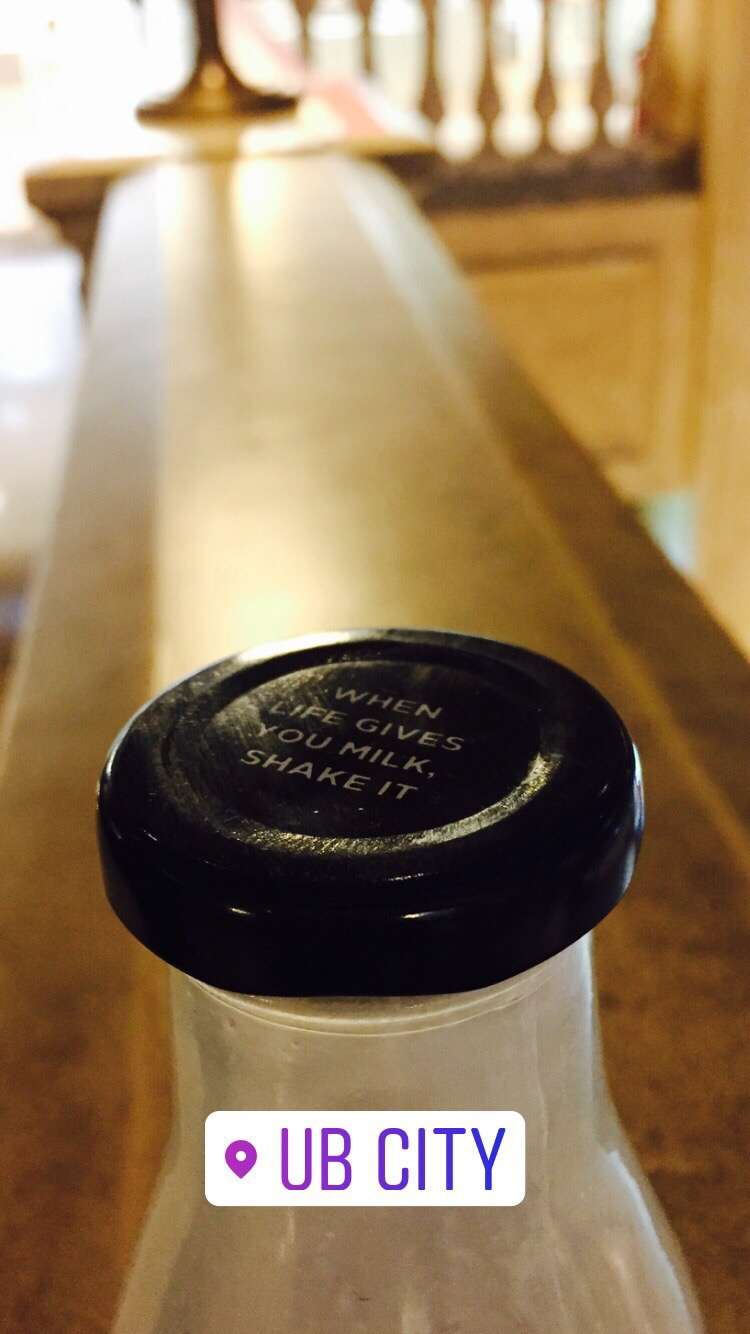 WHEN
LIFE GIVES
YOU MILK,
SHAKE IT
UB CITY